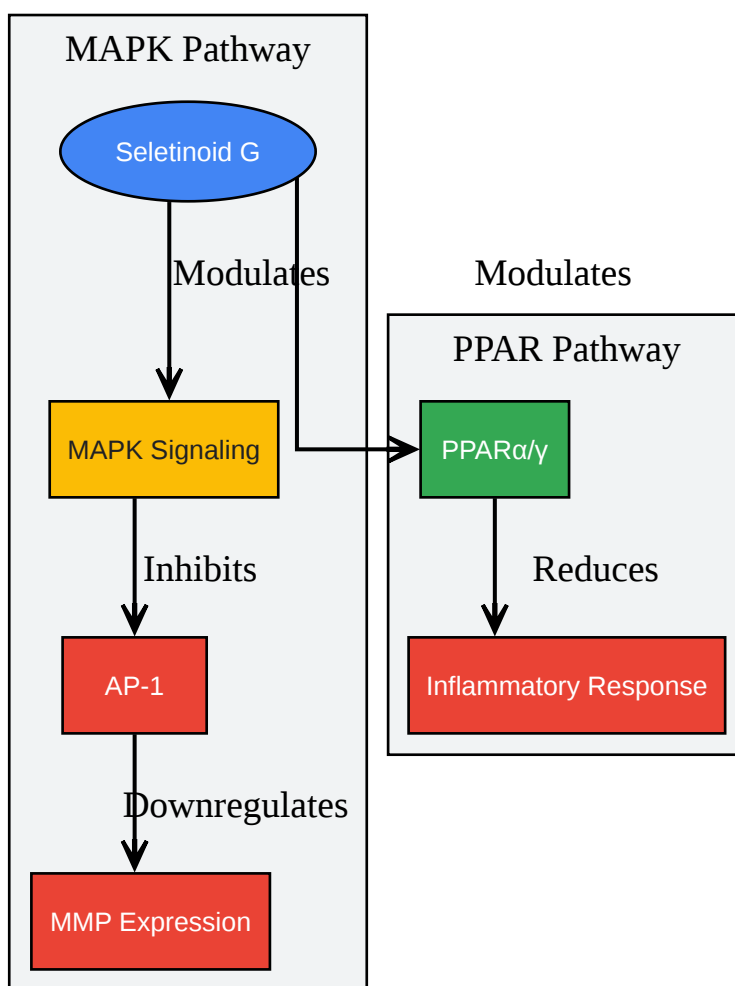 MAPK Pathway
Seletinoid G
Modulates
Modulates
PPAR Pathway
MAPK Signaling
PPARα/γ
Inhibits
Reduces
AP-1
Inflammatory Response
Downregulates
MMP Expression